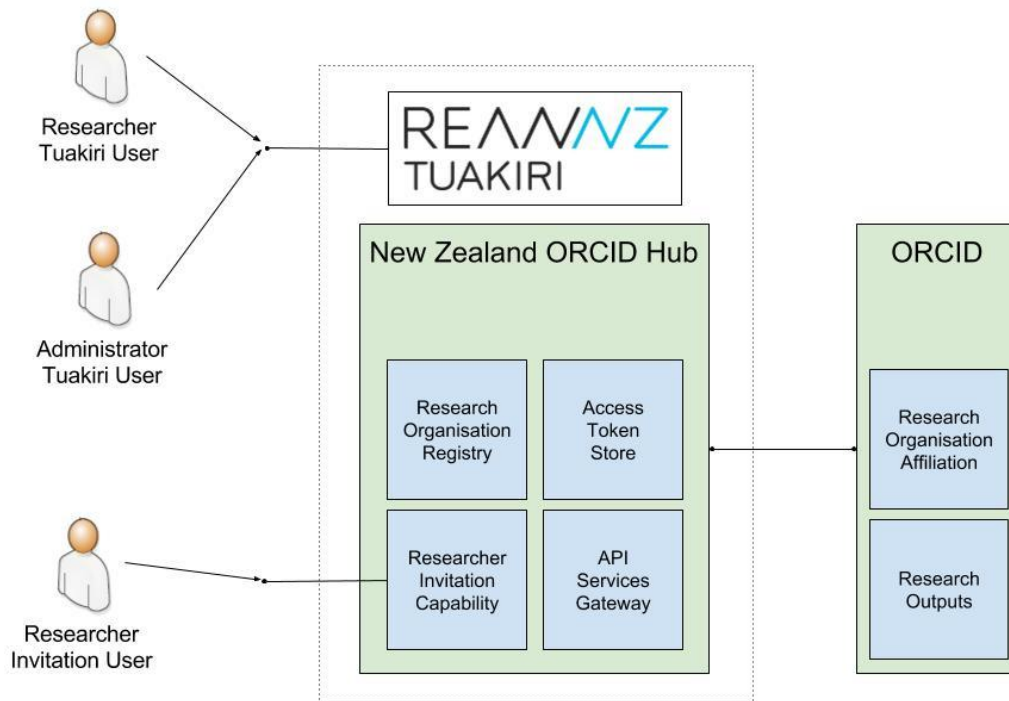 Researcher
Tuakiri User
REANNZ
TUAKIRI
New Zealand ORCID Hub
ORCID
Administrator
Tuakiri User
Research
Organisation
Registry
Access
Token
Store
Research
Organisation
Affiliation
Researcher
Invitation
Capability
API
Services
Gateway
Research
Outputs
Researcher
Invitation User